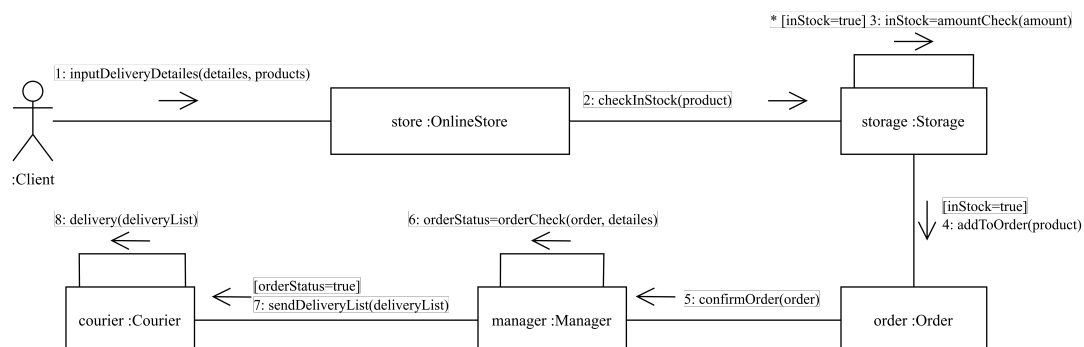 * [inStock=true] 3: inStock=amountCheck(amount)
1: inputDeliveryDetailes(detailes, products)
2: checkInStock(product)
store :OnlineStore
storage :Storage
:Client
[inStock=true]
4: addToOrder(product)
8: delivery(deliveryList)
6: orderStatus=orderCheck(order, detailes)
[orderStatus=true]
7: sendDeliveryList(deliveryList)
5: confirmOrder(order)
courier :Courier
manager :Manager
order :Order